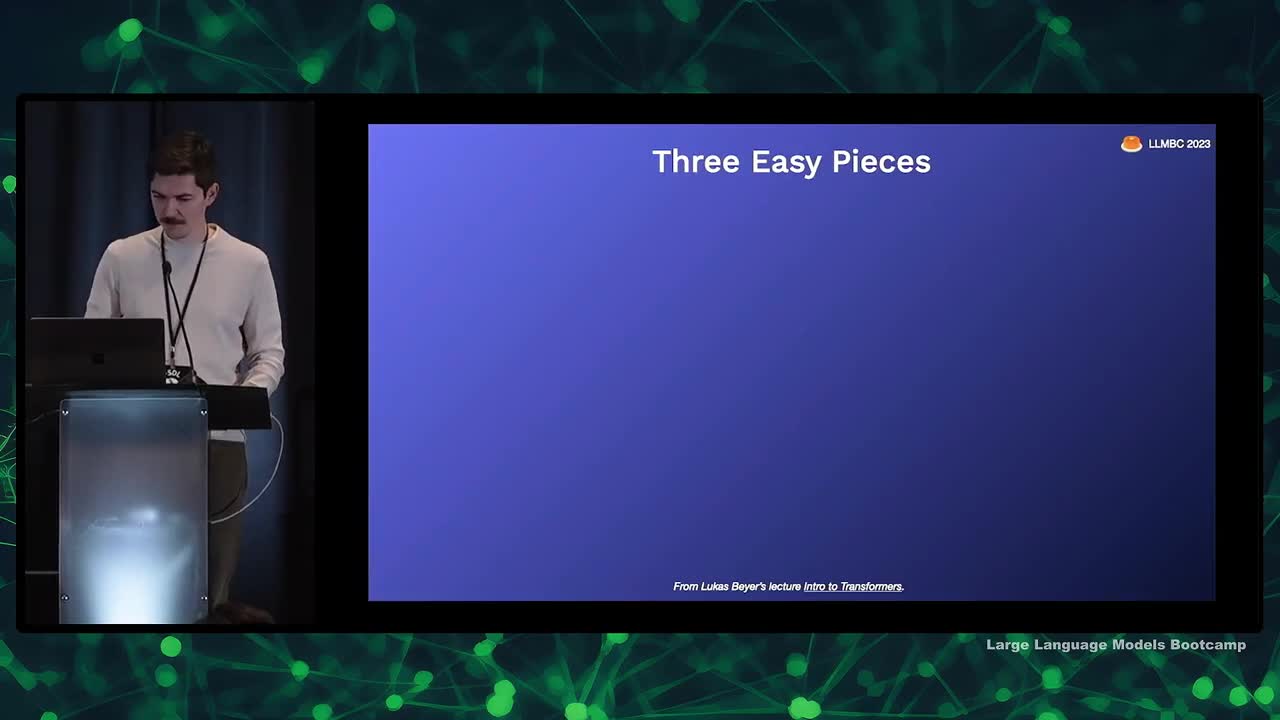 Three Easy Pieces
LLMBC 2023
From Lukas Beyer's lecture Intro to Transformers.
Large Language Models Bootcamp